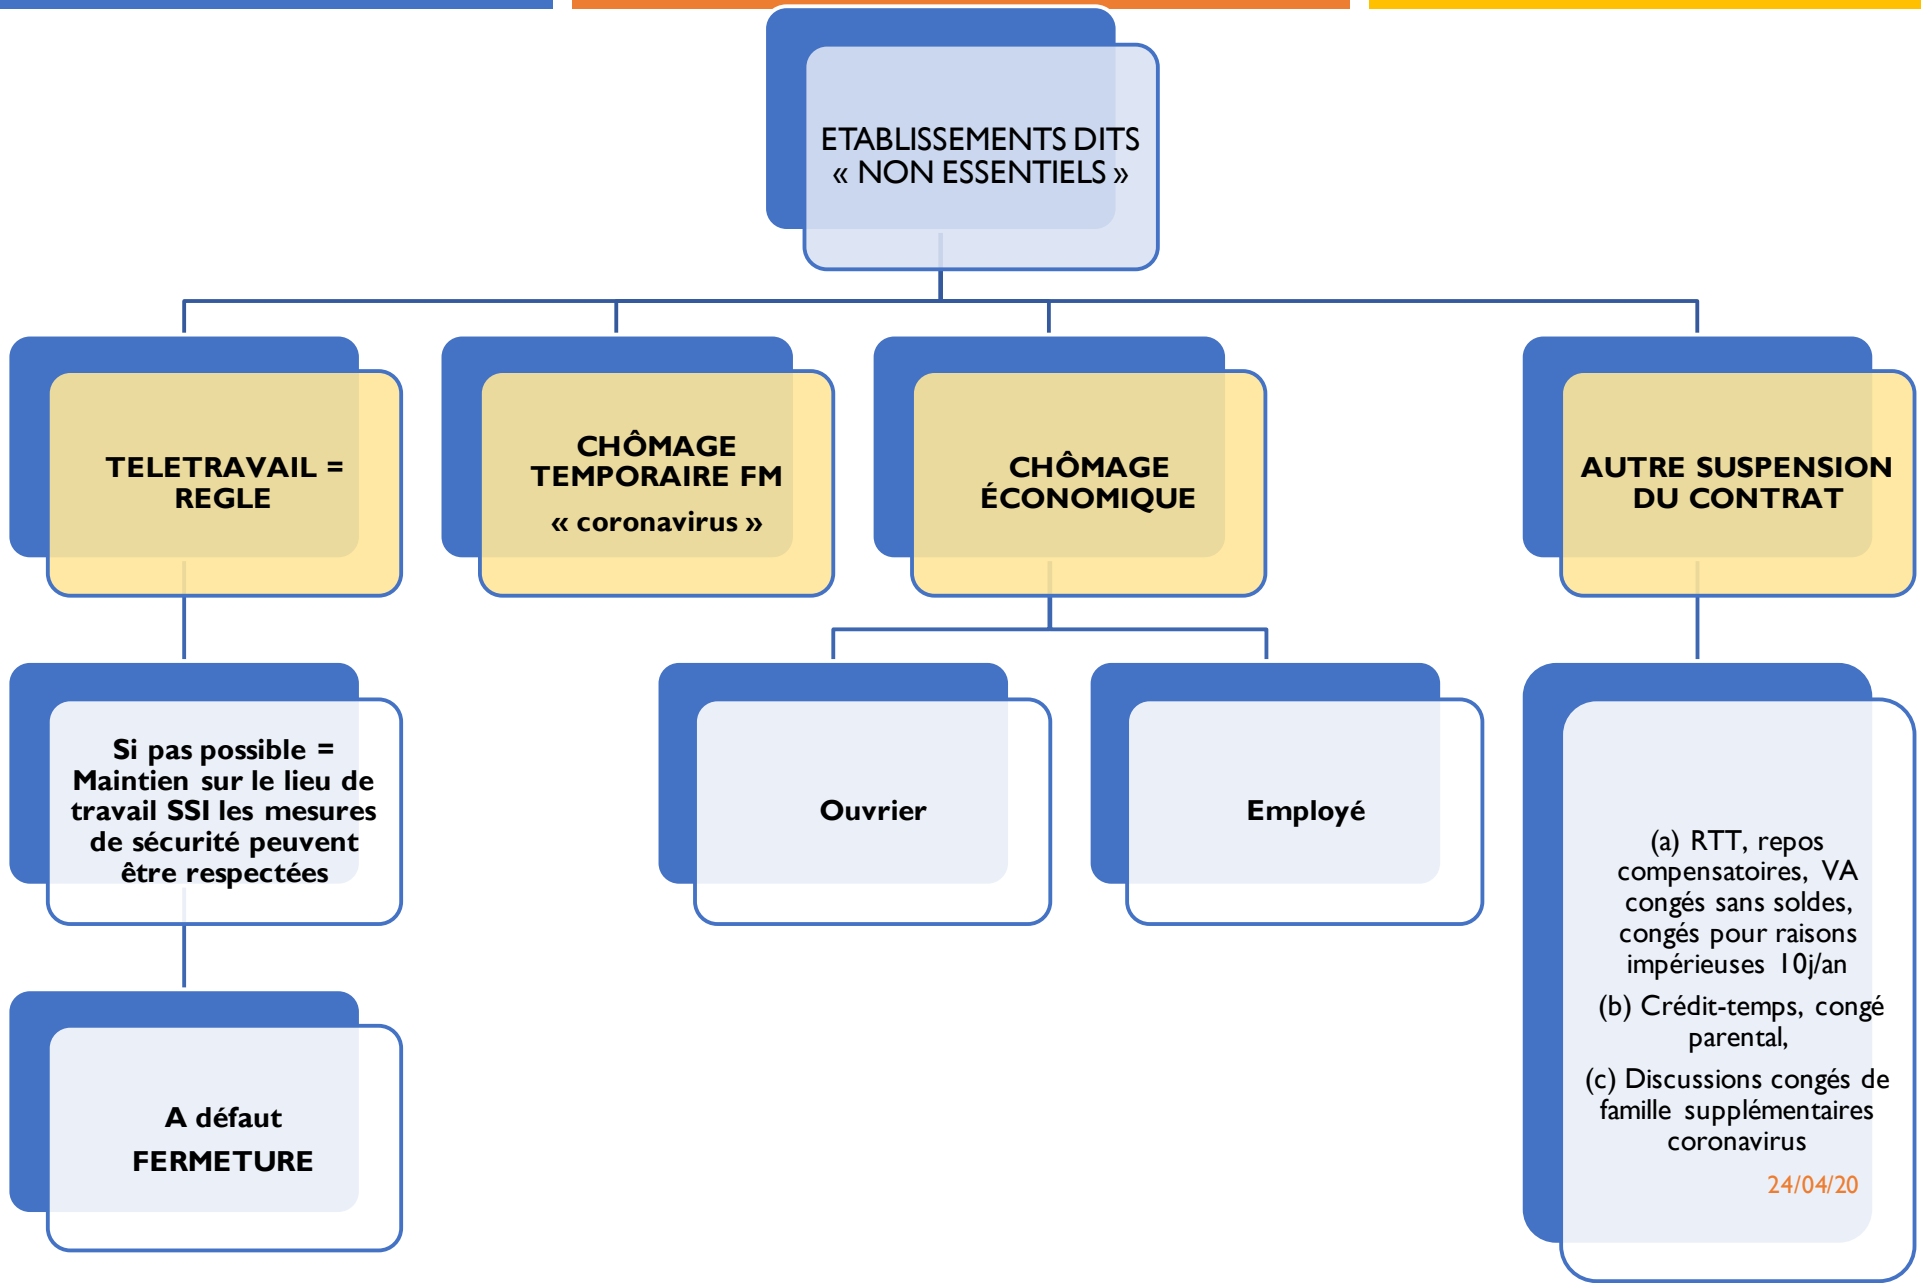 ETABLISSEMENTS DITS
« NON ESSENTIELS »
TELETRAVAIL =
REGLE
CHÔMAGE
TEMPORAIRE FM
« coronavirus »
CHÔMAGE
ÉCONOMIQUE
AUTRE SUSPENSION
DU CONTRAT
Si pas possible =
Maintien sur le lieu de
travail SSI les mesures
de sécurité peuvent
être respectées
Ouvrier
Employé
(a) RTT, repos
compensatoires, VA
congés sans soldes,
congés pour raisons
impérieuses 10j/an
(b) Crédit-temps, congé
parental,
(c) Discussions congés de
famille supplémentaires
coronavirus
24/04/20
A défaut
FERMETURE